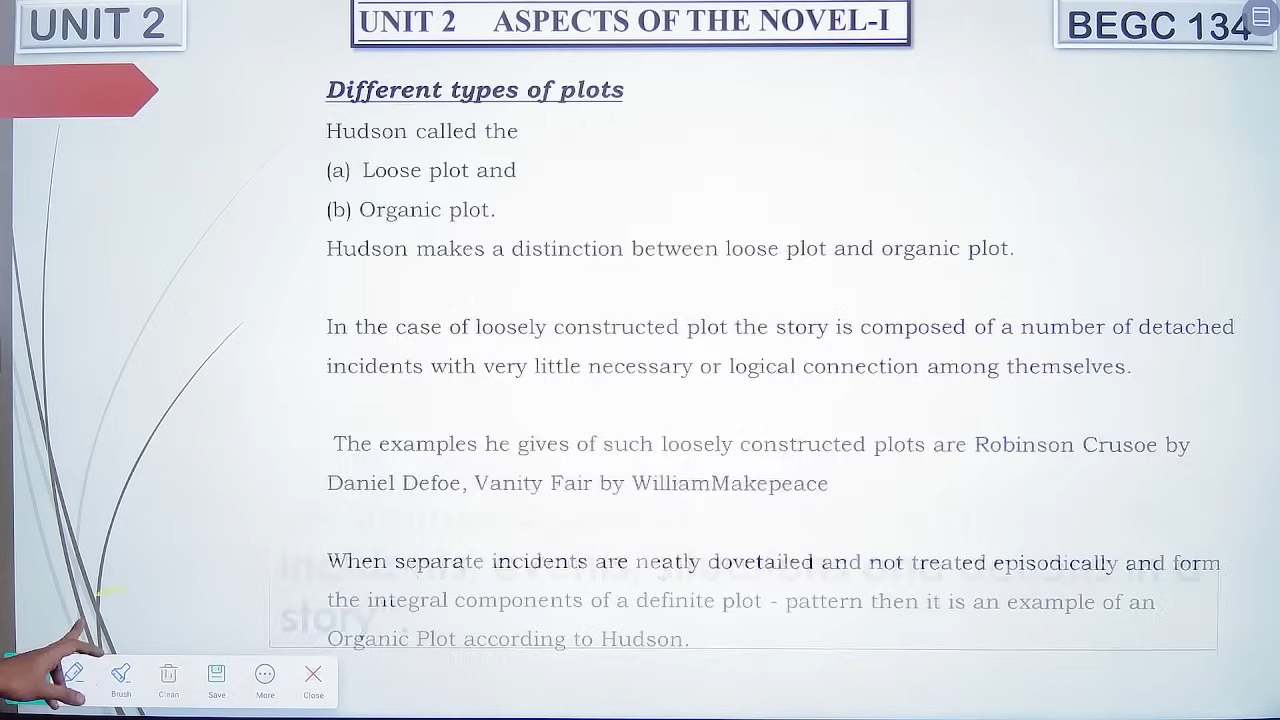 UNIT 2
UNIT 2 ASPECTS OF THE NOVEL-I
BEGC 134
Different types of plots
Hudson called the
(a) Loose plot and
(b) Organic plot.
Hudson makes a distinction between loose plot and organic plot.
In the case of loosely constructed plot the story is composed of a number of detached
incidents with very little necessary or logical connection among themselves.
The examples he gives of such loosely constructed plots are Robinson Crusoe by
Daniel Defoe, Vanity Fair by WilliamMakepeace
When separate incidents are neatly dovetailed and not treated episodically and form
the integral components of a definite plot - pattern then it is an example of an
story".
Organic Plot according to Hudson.
Brush Clean Save More Close